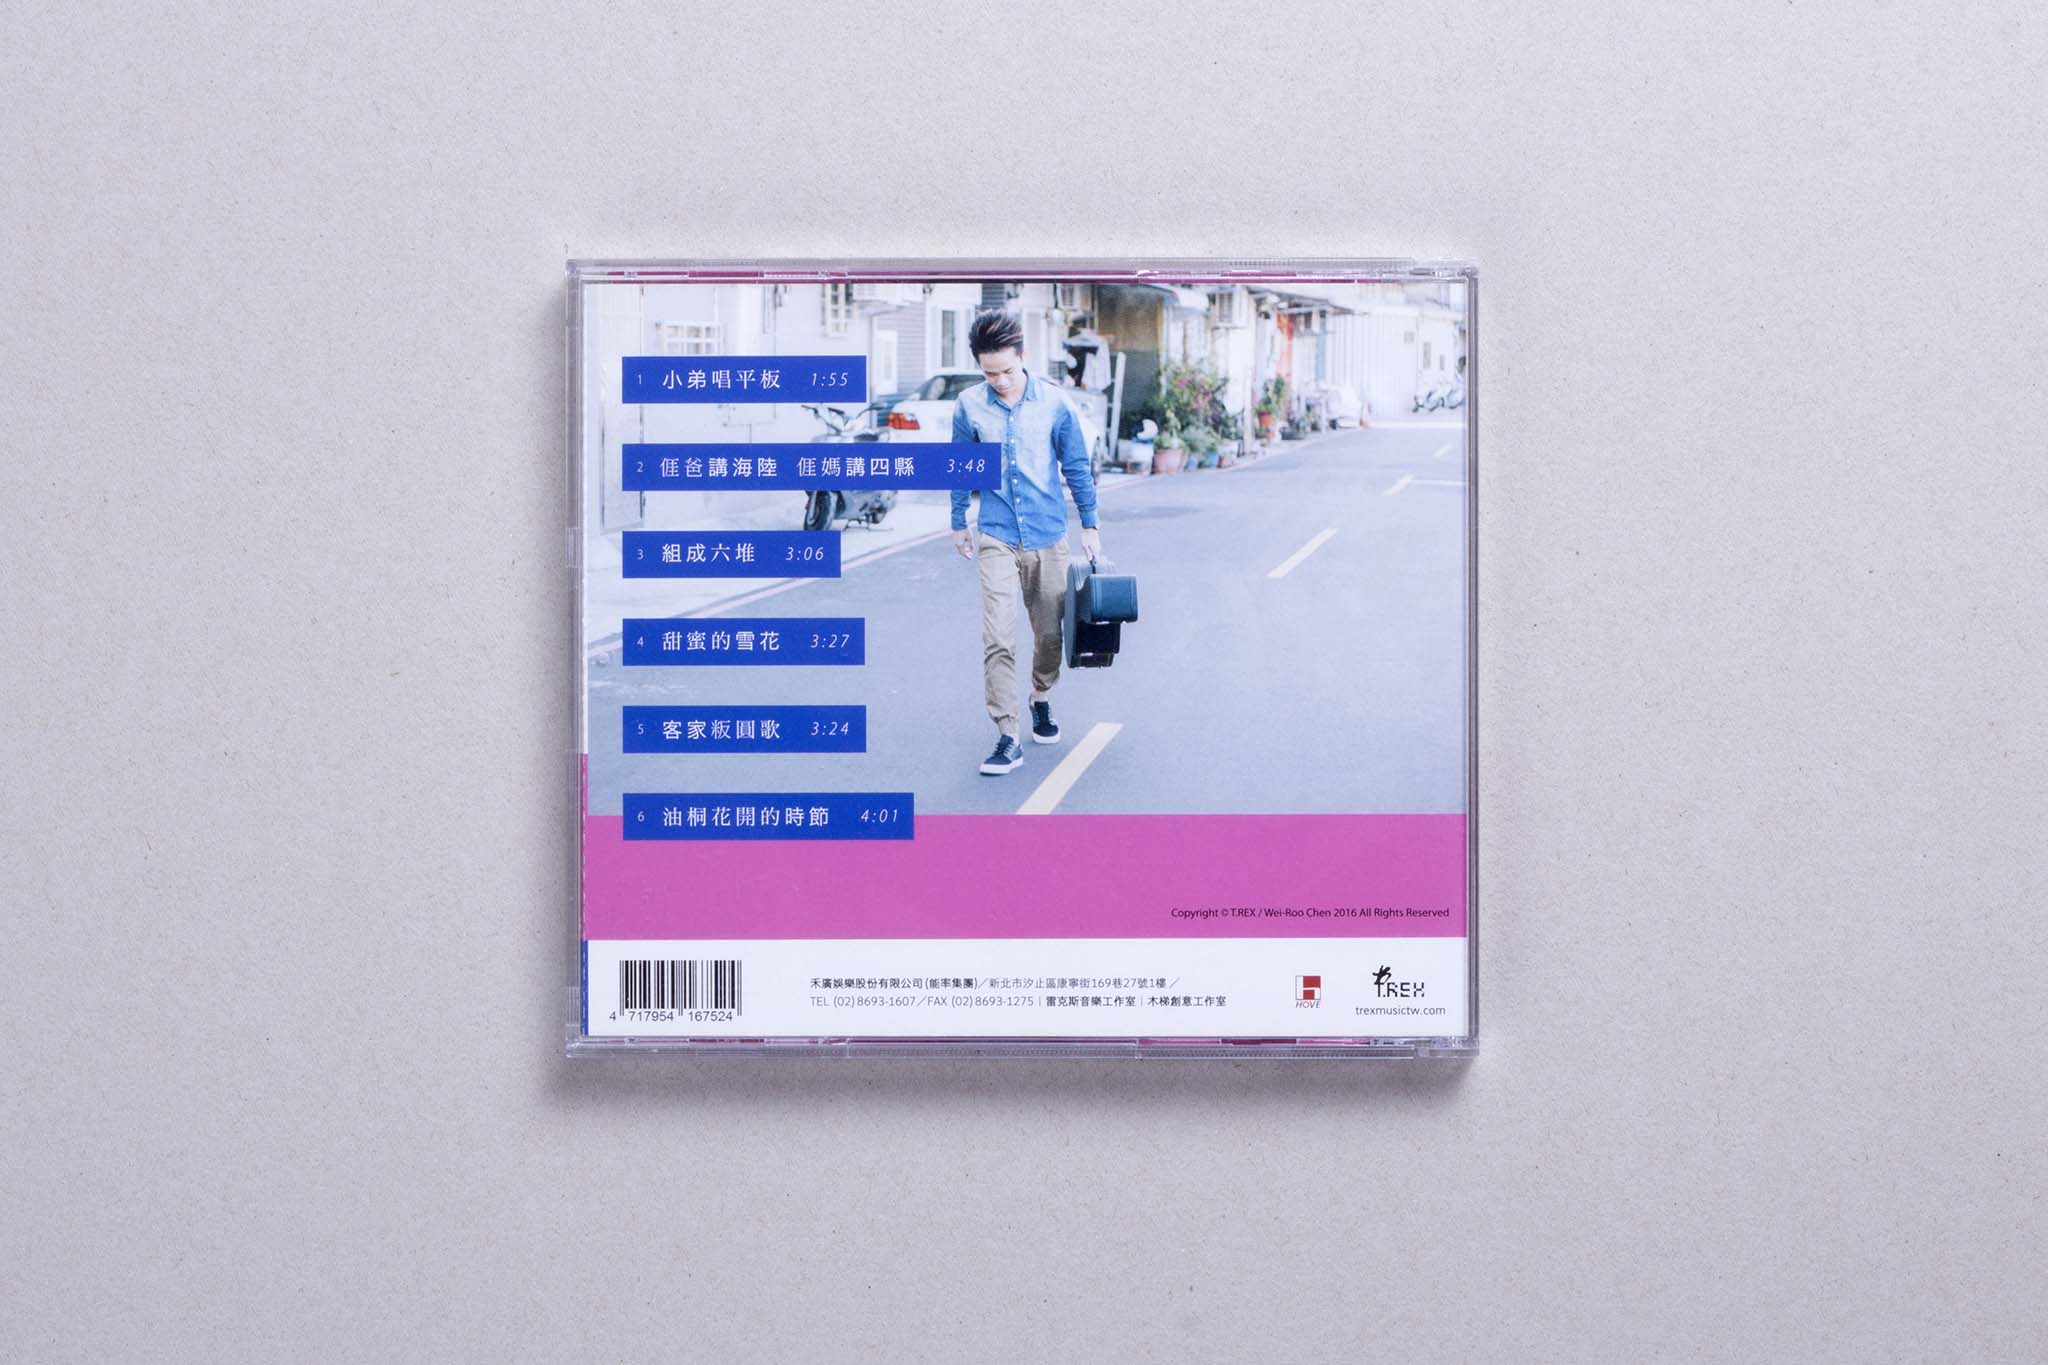 1 小弟唱平板 1:55
2 𠊎爸講海陸 𠊎媽講四縣 3:48
3 組成六堆 3:06
4 甜蜜的雪花 3:27
5 客家粄圓歌 3:24
6 油桐花開的時節 4:01
Copyright © T.REX / Wei-Roo Chen 2016 All Rights Reserved
4 717954 167524
禾廣娛樂股份有限公司(能率集團)／新北市汐止區康寧街169巷27號1樓／
TEL (02) 8693-1607／FAX (02) 8693-1275｜雷克斯音樂工作室｜木梯創意工作室
HOVE
T.REX
trexmusictw.com